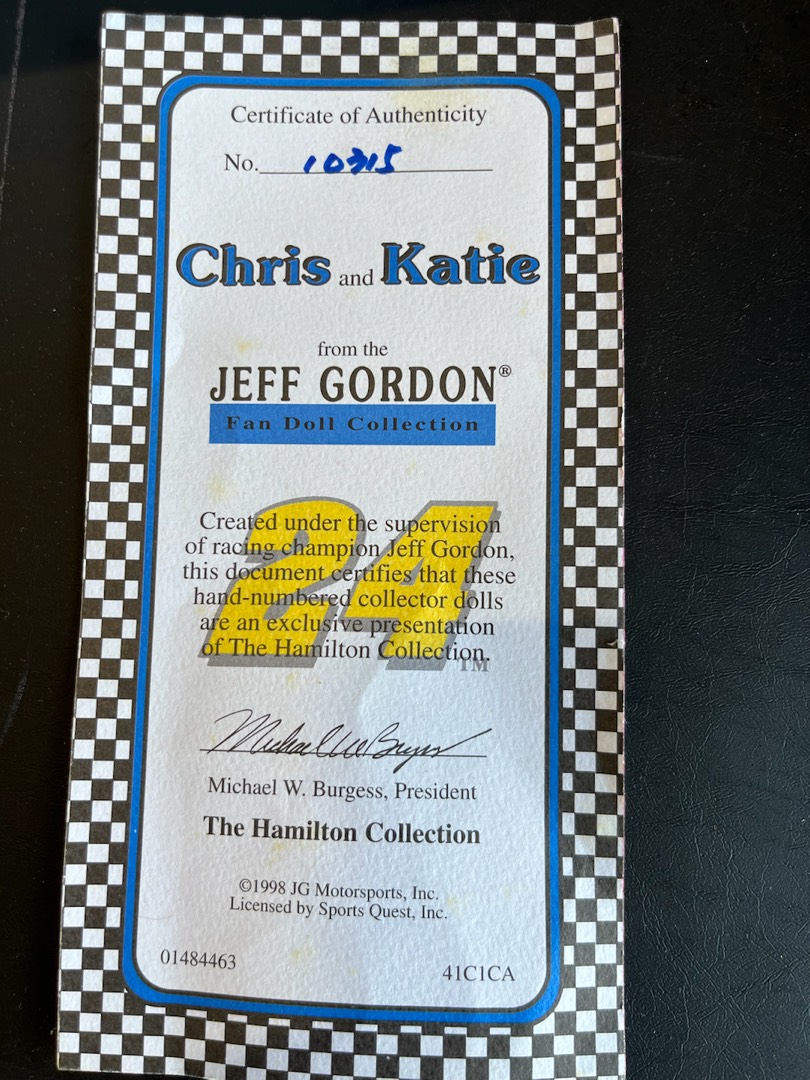 Certificate of Authenticity
No. 10315
Chris and Katie
from the
JEFF GORDON®
Fan Doll Collection
24™
Created under the supervision
of racing champion Jeff Gordon,
this document certifies that these
hand-numbered collector dolls
are an exclusive presentation
of The Hamilton Collection.
Michael W Burgess
Michael W. Burgess, President
The Hamilton Collection
©1998 JG Motorsports, Inc.
Licensed by Sports Quest, Inc.
01484463
41C1CA